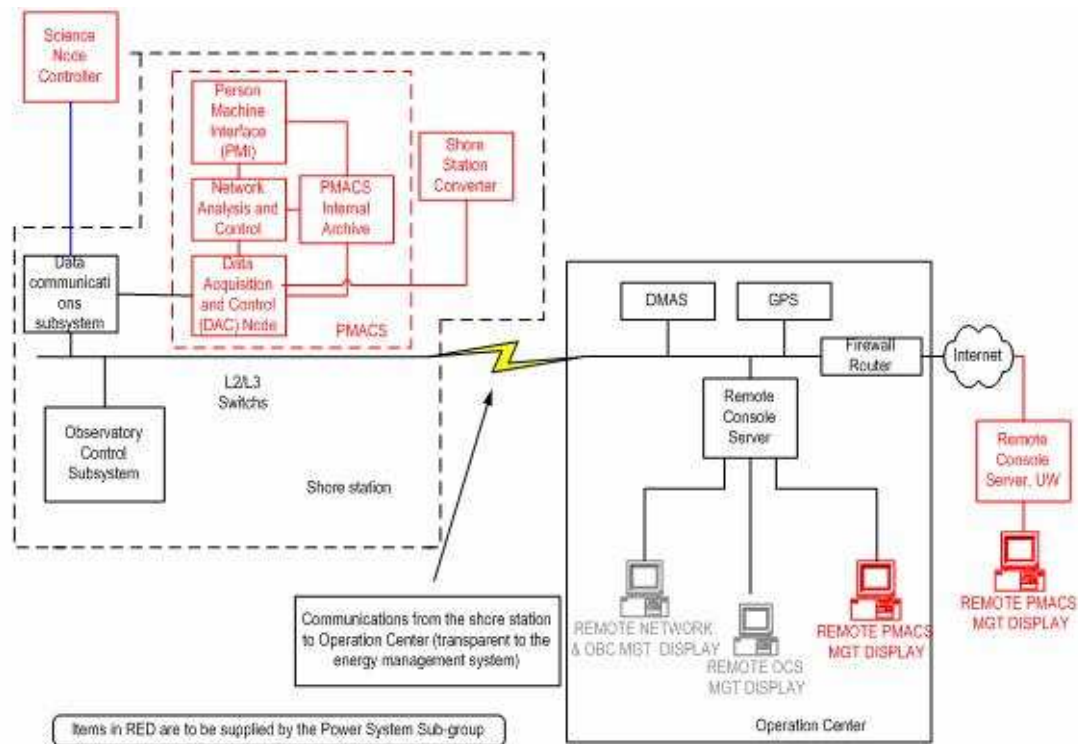 Science
Node
Controller
Person
Machine
Interface
(PMI)
Network
Analysis and
Control
PMACS
Internal
Archive
Shore
Station
Converter
Data
communicati
ons
subsystem
Data
Acquisition
and Control
(DAC) Node
PMACS
L2/L3
Switchs
Observatory
Control
Subsystem
Shore station
DMAS
GPS
Firewall
Router
Internet
Remote
Console
Server
Remote
Console
Server, UW
REMOTE NETWORK
& OBC MGT DISPLAY
REMOTE OCS
MGT DISPLAY
REMOTE PMACS
MGT DISPLAY
REMOTE PMACS
MGT DISPLAY
Communications from the shore station
to Operation Center (transparent to the
energy management system)
Operation Center
Items in RED are to be supplied by the Power System Sub-group